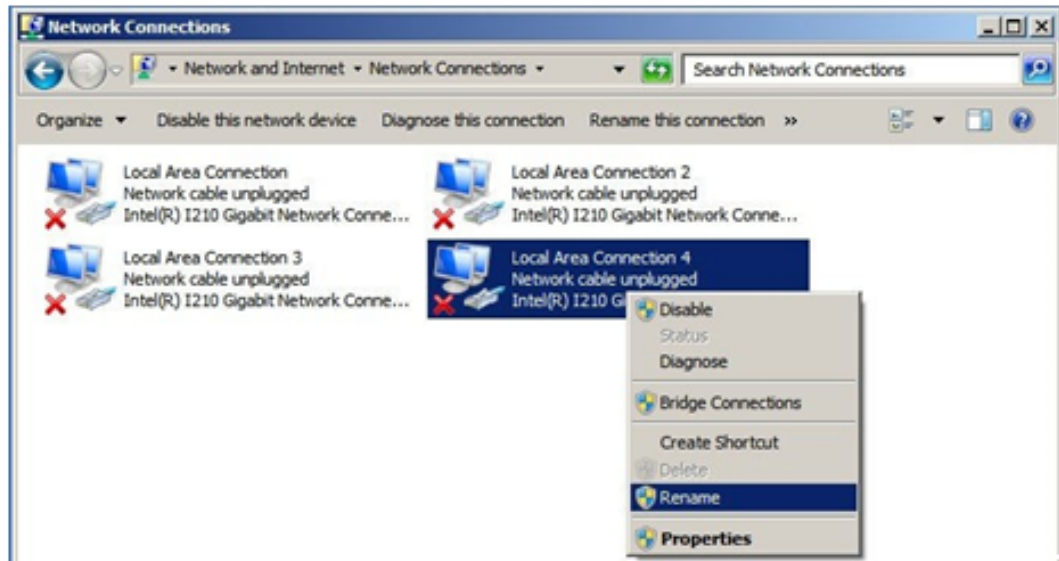 Network Connections
Network and Internet Network Connections Search Network Connections
Organize Disable this network device Diagnose this connection Rename this connection »
Local Area Connection
Network cable unplugged
Intel(R) I210 Gigabit Network Conne...
Local Area Connection 2
Network cable unplugged
Intel(R) I210 Gigabit Network Conne...
Local Area Connection 3
Network cable unplugged
Intel(R) I210 Gigabit Network Conne...
Local Area Connection 4
Network cable unplugged
Intel(R) I210 Gi
Disable
Status
Diagnose
Bridge Connections
Create Shortcut
Delete
Rename
Properties